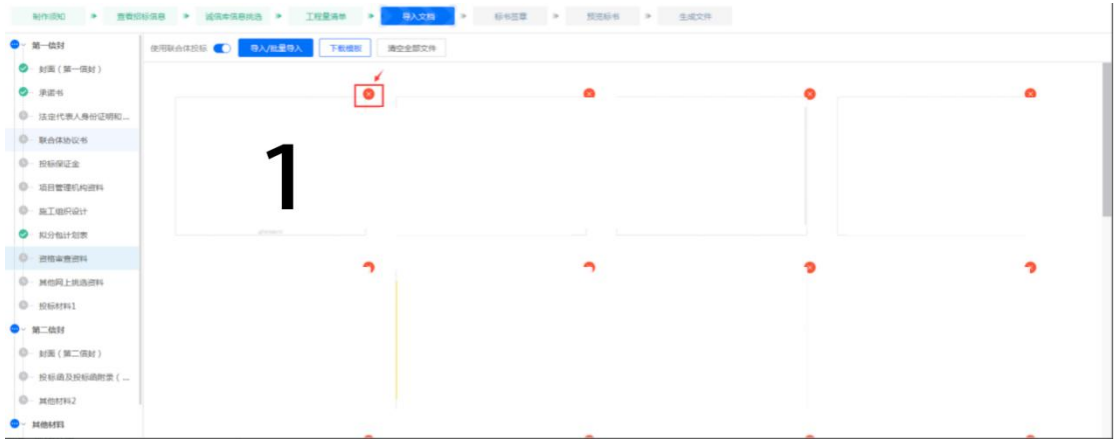 制作须知 查看招标信息 诚信库信息挑选 工程量清单 导入文档 标书签章 预览标书 生成文件
使用联合体投标 导入/批量导入 下载模板 清空全部文件
第一信封
封面(第一信封)
承诺书
法定代表人身份证明和...
联合体协议书
投标保证金
项目管理机构资料
施工组织设计
拟分包计划表
资格审查资料
其他网上挑选资料
投标材料1
第二信封
封面(第二信封)
投标函及投标函附录(...
其他材料2
其他材料
1